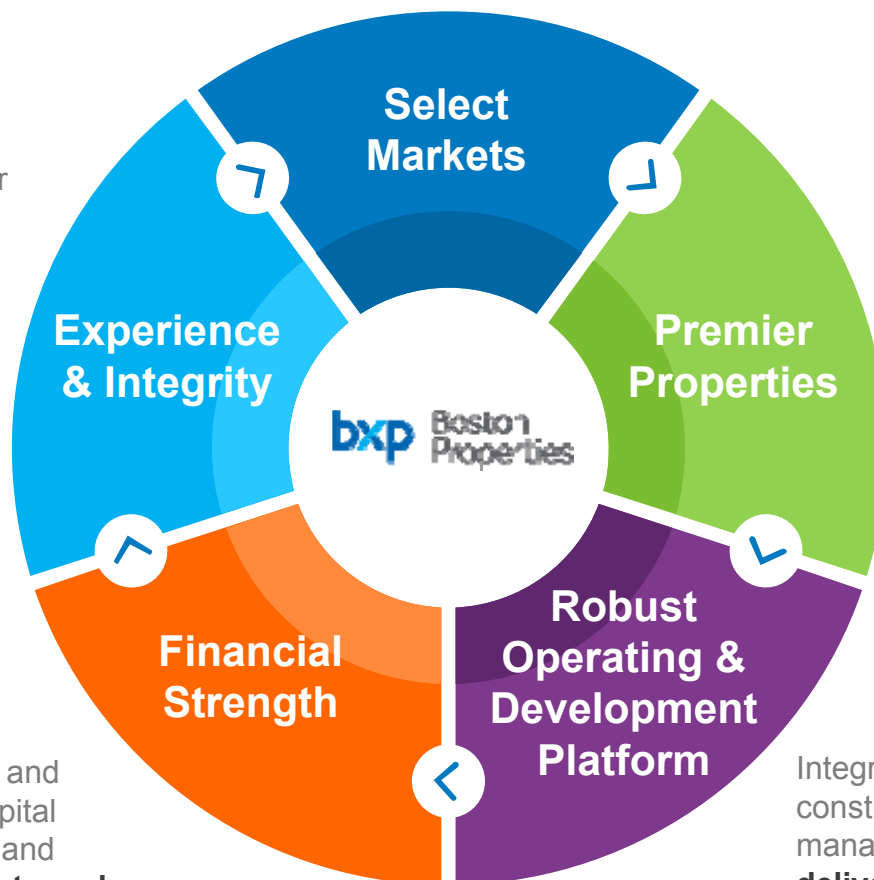 Select
Markets
r
Experience
& Integrity
Premier
Properties
bxp Boston
Properties
Financial
Strength
Robust
Operating &
Development
Platform
and
pital
and
Integr
const
mana